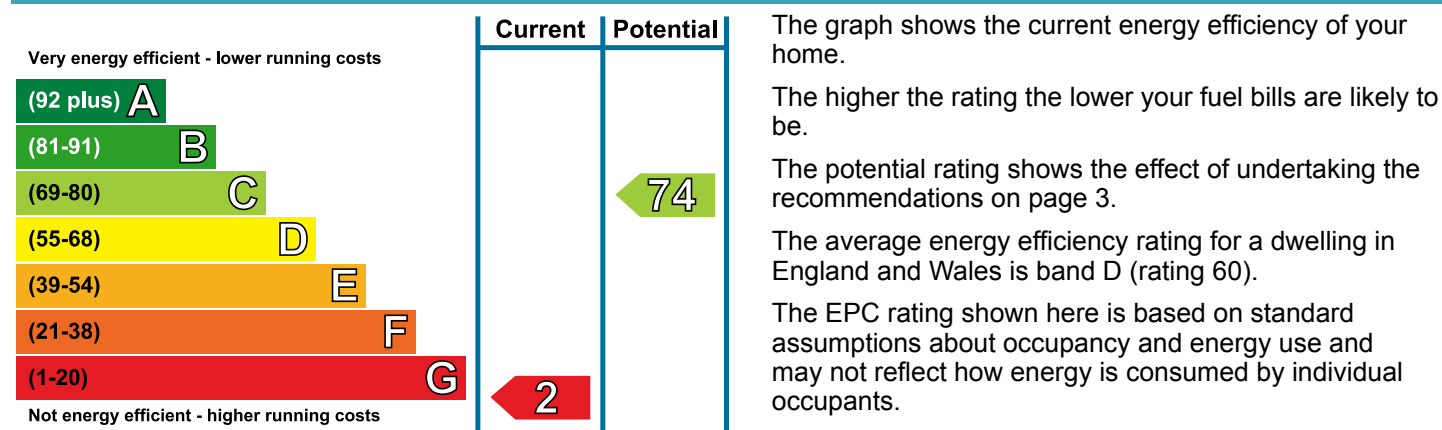 Current Potential
Very energy efficient - lower running costs
(92 plus) A
(81-91) B
(69-80) C
74
(55-68) D
(39-54) E
(21-38) F
(1-20) G
2
Not energy efficient - higher running costs
The graph shows the current energy efficiency of your
home.
The higher the rating the lower your fuel bills are likely to
be.
The potential rating shows the effect of undertaking the
recommendations on page 3.
The average energy efficiency rating for a dwelling in
England and Wales is band D (rating 60).
The EPC rating shown here is based on standard
assumptions about occupancy and energy use and
may not reflect how energy is consumed by individual
occupants.